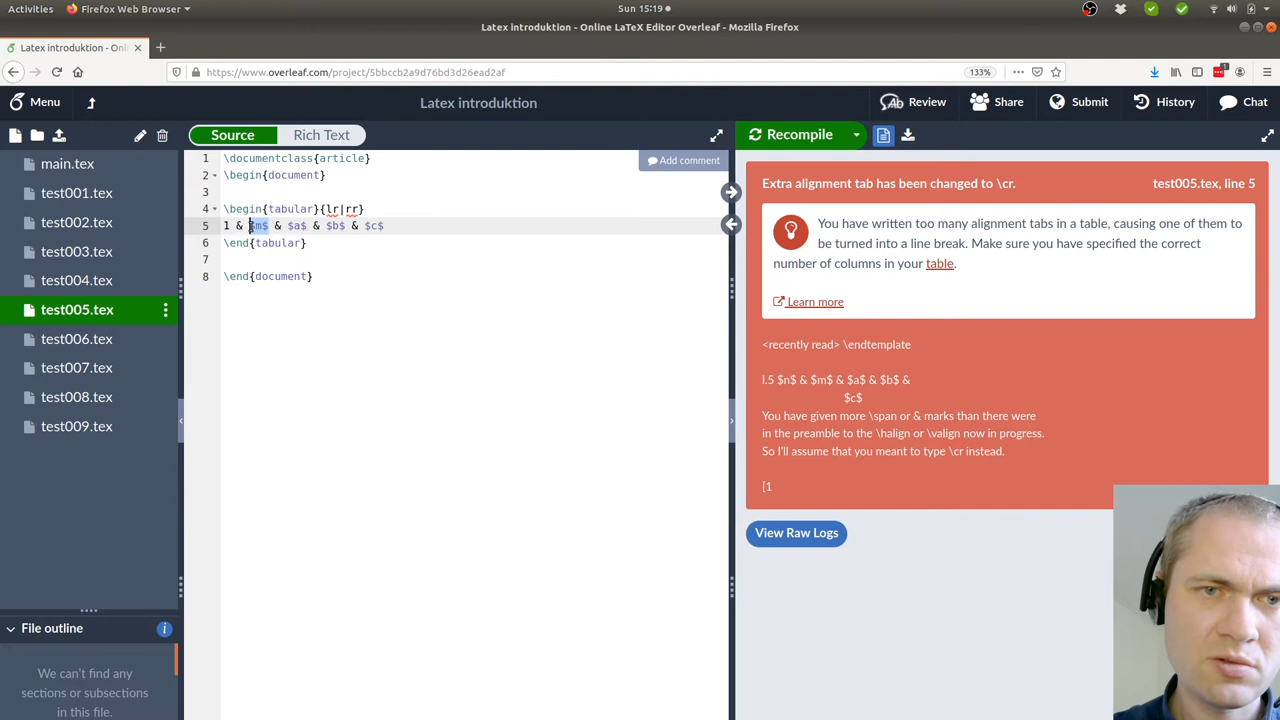 Activities
Firefox Web Browser
Sun 15:19
Latex introduktion - Online LaTeX Editor Overleaf - Mozilla Firefox
Latex introduktion - Onli
https://www.overleaf.com/project/5bbccb2a9d76bd3d26ead2af
133%
1
Menu
Latex introduktion
Review
Share
Submit
History
Chat
Source
Rich Text
Recompile
main.tex
test001.tex
test002.tex
test003.tex
test004.tex
test005.tex
test006.tex
test007.tex
test008.tex
test009.tex
File outline
We can't find any
sections or subsections
in this file.
Add comment
1 \documentclass{article}
2 \begin{document}
3
4 \begin{tabular}{lr|rr}
5 1 & $m$ & $a$ & $b$ & $c$
6 \end{tabular}
7
8 \end{document}
Extra alignment tab has been changed to \cr.
test005.tex, line 5
You have written too many alignment tabs in a table, causing one of them
to be turned into a line break. Make sure you have specified the correct
number of columns in your table.
Learn more
<recently read> \endtemplate
l.5 $n$ & $m$ & $a$ & $b$ &
$c$
You have given more \span or & marks than there were
in the preamble to the \halign or \valign now in progress.
So I'll assume that you meant to type \cr instead.
[1
View Raw Logs